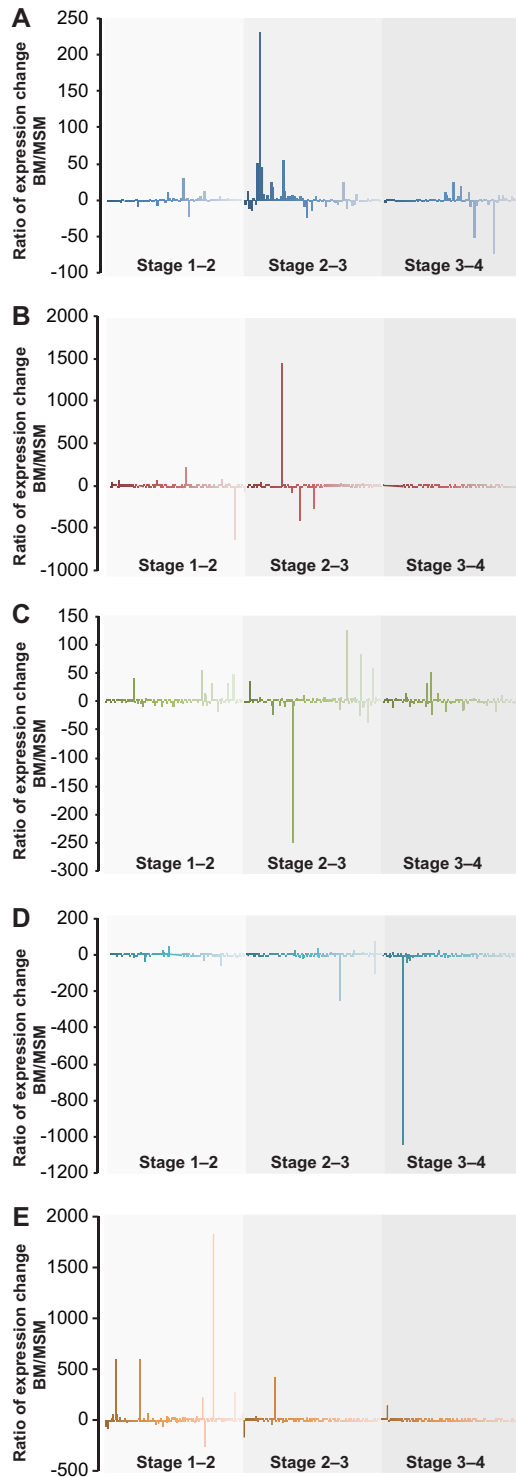 A
Ratio of expression change
BM/MSM
250
200
150
100
50
0
-50
-100
Stage 1–2
Stage 2–3
Stage 3–4
B
Ratio of expression change
BM/MSM
2000
1500
1000
500
0
-500
-1000
Stage 1–2
Stage 2–3
Stage 3–4
C
Ratio of expression change
BM/MSM
150
100
50
0
-50
-100
-150
-200
-250
-300
Stage 1–2
Stage 2–3
Stage 3–4
D
Ratio of expression change
BM/MSM
200
0
-200
-400
-600
-800
-1000
-1200
Stage 1–2
Stage 2–3
Stage 3–4
E
Ratio of expression change
BM/MSM
2000
1500
1000
500
0
-500
Stage 1–2
Stage 2–3
Stage 3–4